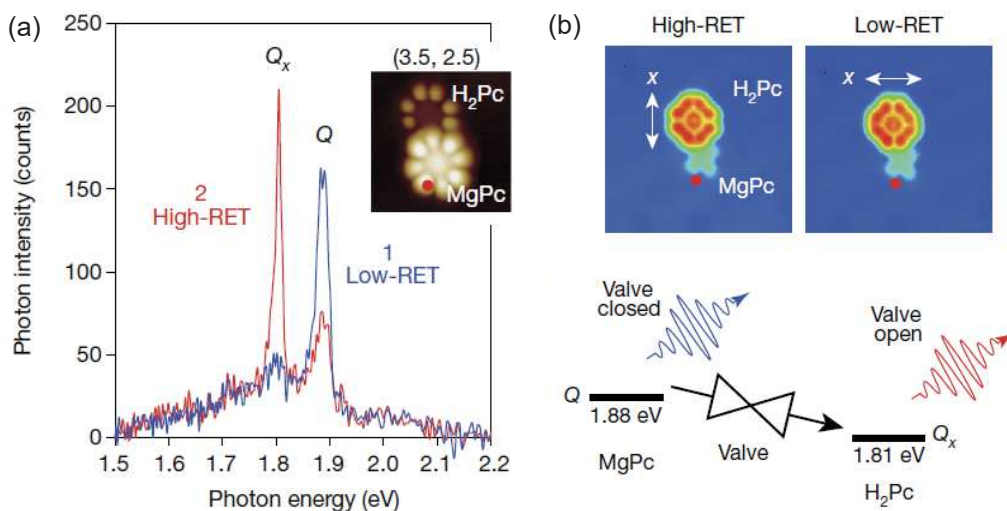 (a)
250
200
150
100
50
0
Photon intensity (counts)
1.5
1.6
1.7
1.8
1.9
2.0
2.1
2.2
Photon energy (eV)
Qₓ
Q
2
High-RET
1
Low-RET
(3.5, 2.5)
H₂Pc
MgPc
(b)
High-RET
Low-RET
x
H₂Pc
MgPc
x
Valve
closed
Valve
open
Q
1.88 eV
MgPc
Valve
Qₓ
1.81 eV
H₂Pc